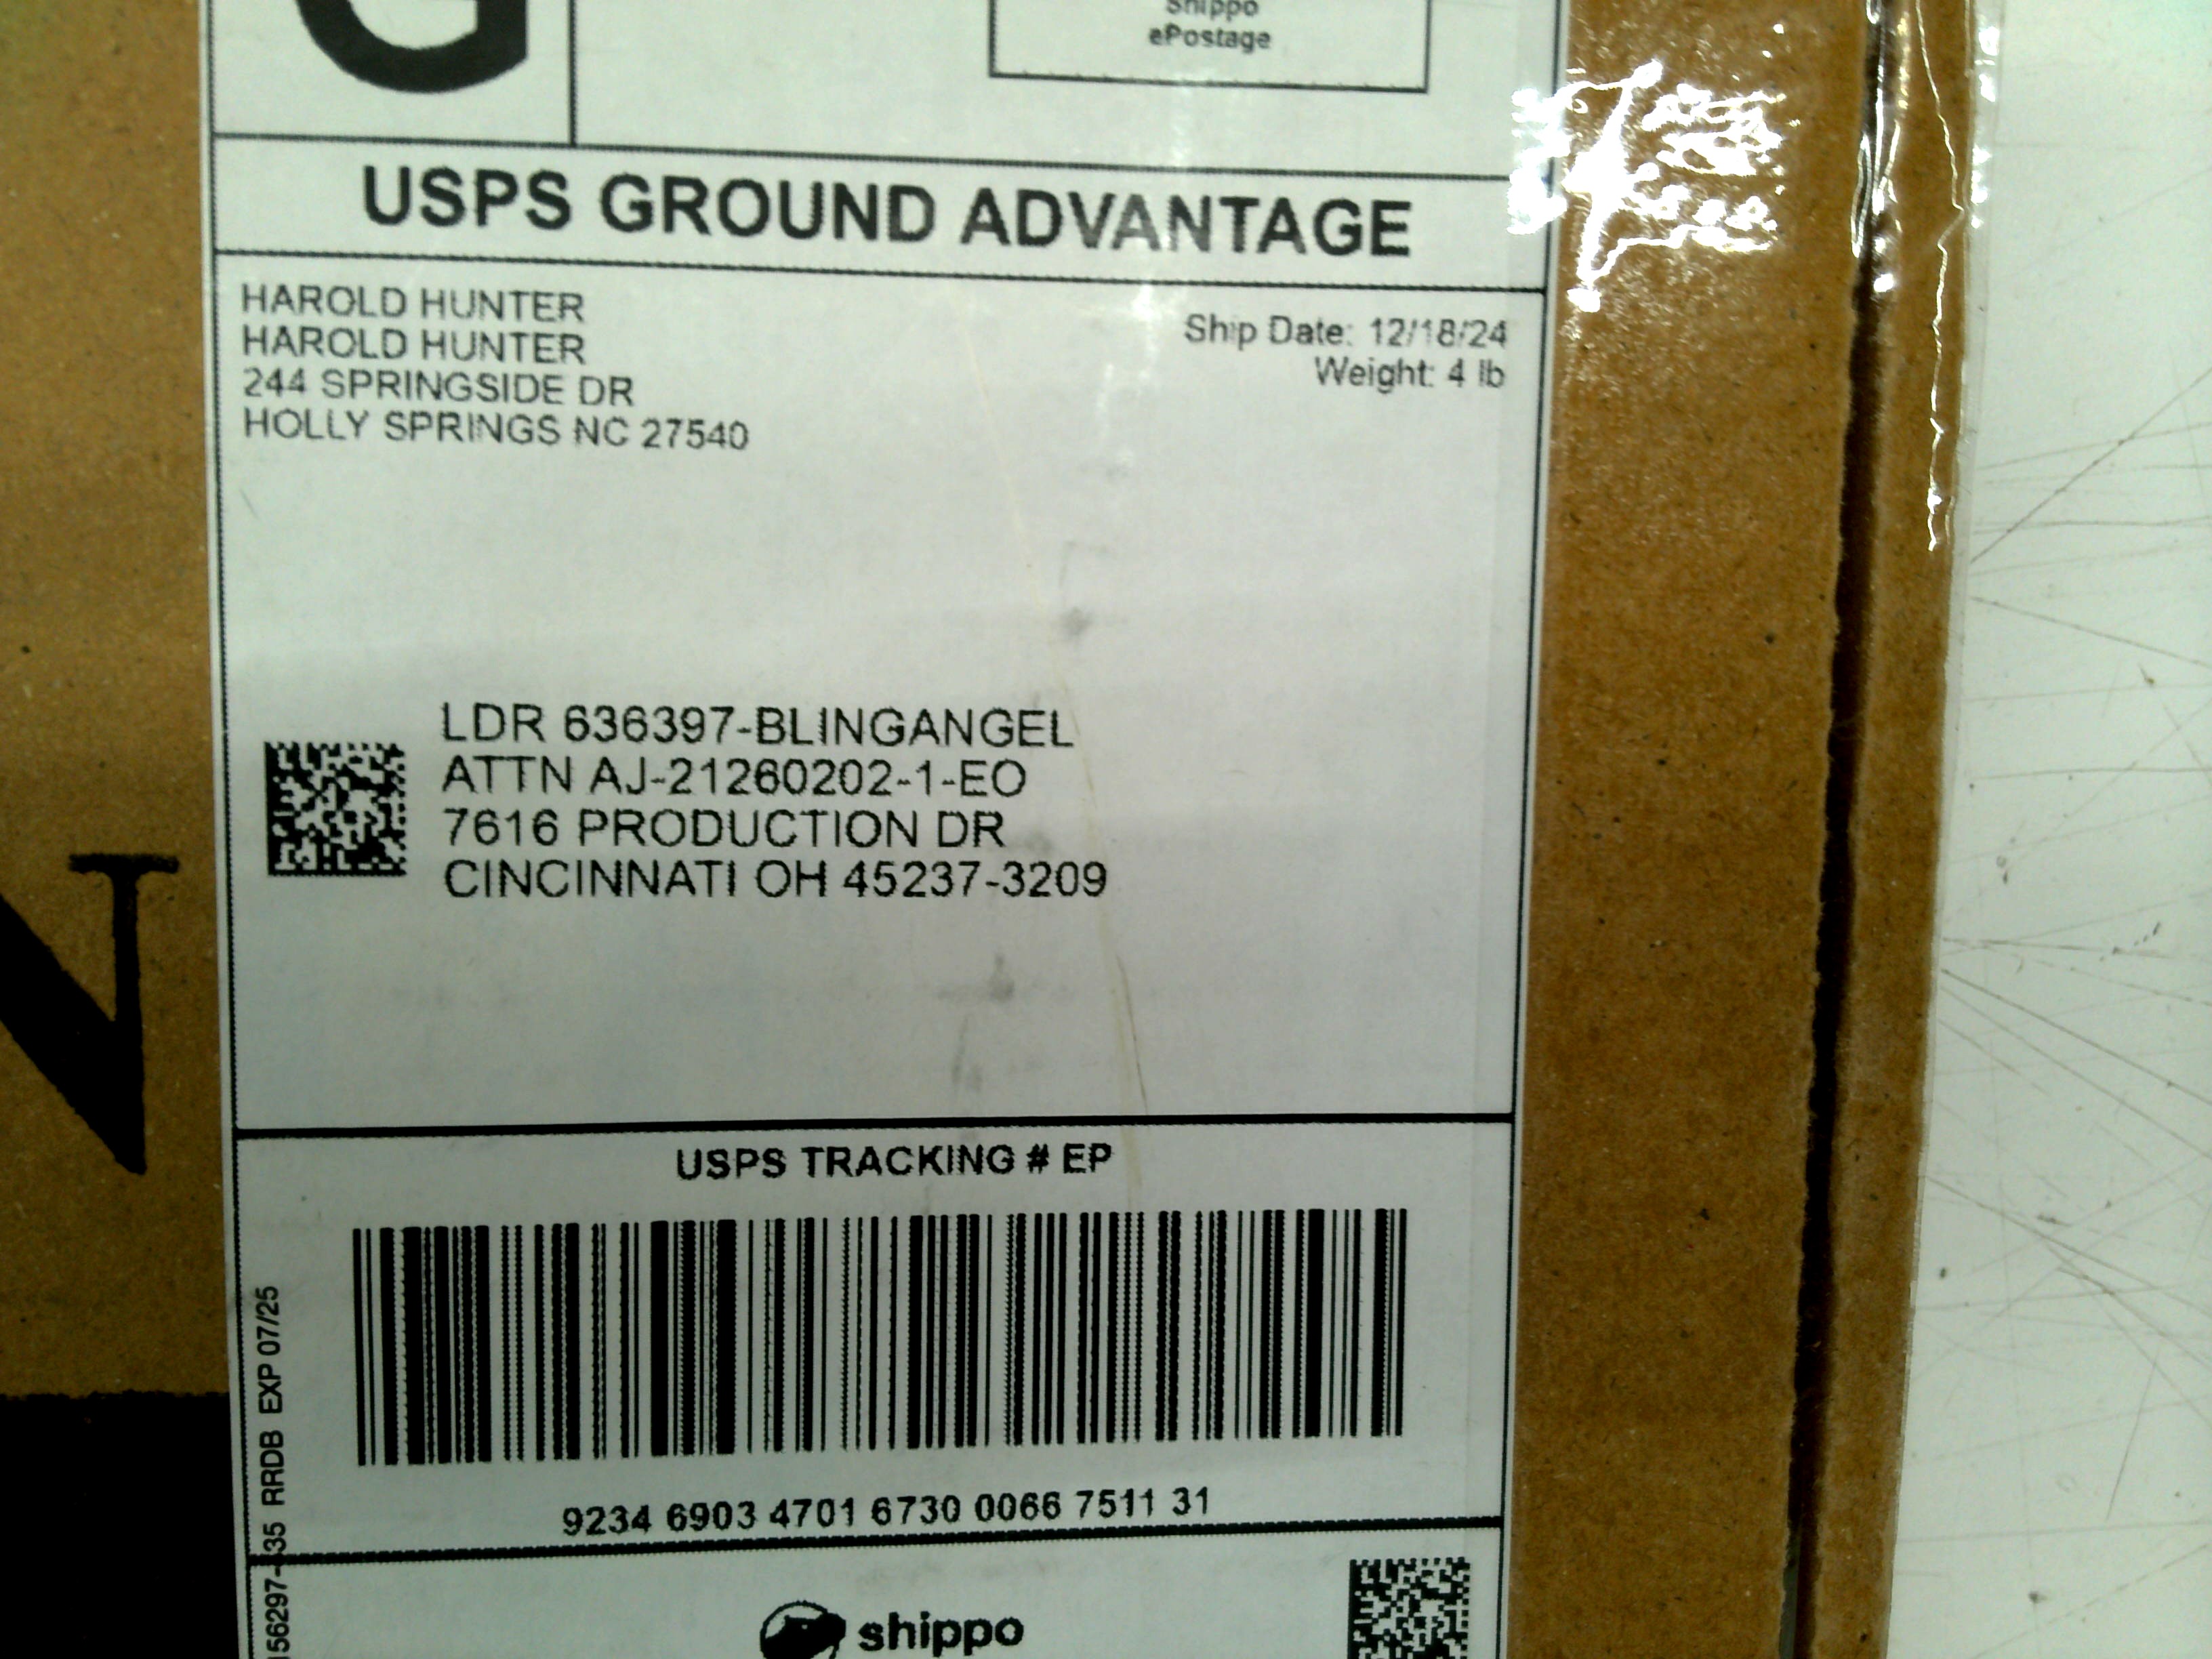 G
Shippo
ePostage
USPS GROUND ADVANTAGE
HAROLD HUNTER
HAROLD HUNTER
244 SPRINGSIDE DR
HOLLY SPRINGS NC 27540
Ship Date: 12/18/24
Weight: 4 lb
LDR 636397-BLINGANGEL
ATTN AJ-21260202-1-EO
7616 PRODUCTION DR
CINCINNATI OH 45237-3209
N
USPS TRACKING # EP
9234 6903 4701 6730 0066 7511 31
156297-435 RRDB EXP 07/25
shippo